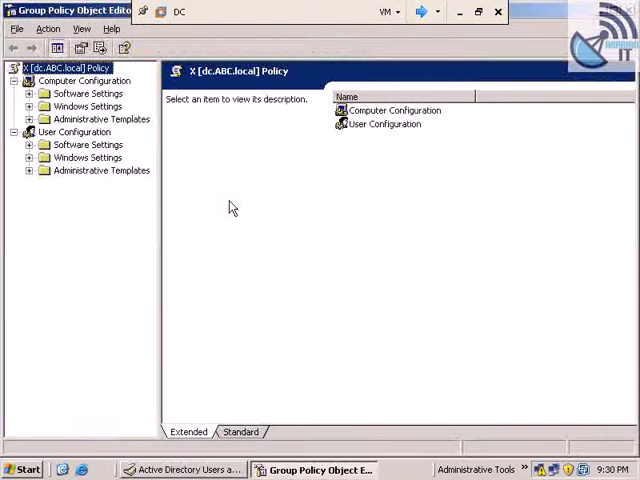 Group Policy Object Edito
DC
VM
File Action View Help
ARABIAN
IT
X [dc.ABC.local] Policy
Computer Configuration
Software Settings
Windows Settings
Administrative Templates
User Configuration
Software Settings
Windows Settings
Administrative Templates
X [dc.ABC.local] Policy
Select an item to view its description.
Name
Computer Configuration
User Configuration
Extended Standard
Start
Active Directory Users a...
Group Policy Object E...
Administrative Tools
9:30 PM